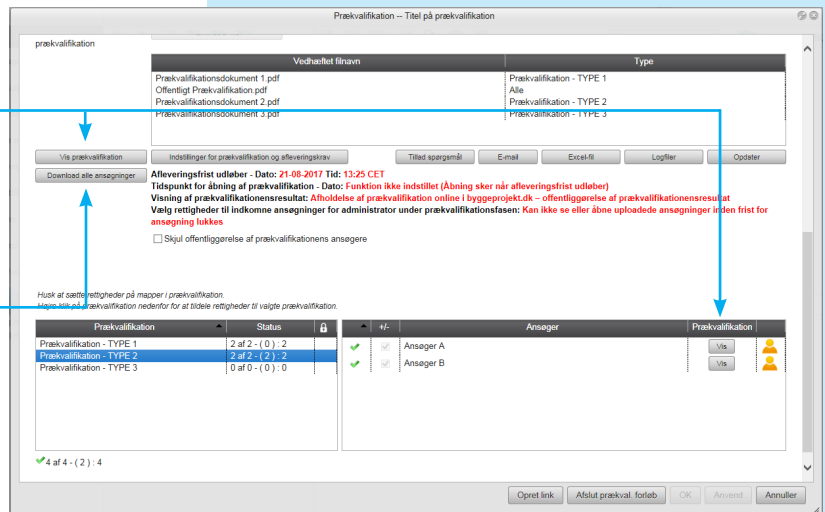 Prækvalifikation -- Titel på prækvalifikation
prækvalifikation
Vedhæftet filnavn Type
Prækvalifikationsdokument 1.pdf Prækvalifikation - TYPE 1
Offentligt Prækvalifikation.pdf Alle
Prækvalifikationsdokument 2.pdf Prækvalifikation - TYPE 2
Prækvalifikationsdokument 3.pdf Prækvalifikation - TYPE 3
Vis prækvalifikation Indstillinger for prækvalifikation og afleveringskrav Tillad spørgsmål E-mail Excel-fil Logfiler Opdater
Download alle ansøgninger
Afleveringsfrist udløber - Dato: 21-08-2017 Tid: 13:25 CET
Tidspunkt for åbning af prækvalifikation - Dato: Funktion ikke indstillet (Åbning sker når afleveringsfrist udløber)
Visning af prækvalifikationensresultat: Afholdelse af prækvalifikation online i byggeprojekt.dk – offentliggørelse af prækvalifikationensresultat
Vælg rettigheder til indkomne ansøgninger for administrator under prækvalifikationsfasen: Kan ikke se eller åbne uploadede ansøgninger inden frist for
ansøgning lukkes
Skjul offentliggørelse af prækvalifikationens ansøgere
Husk at sætte rettigheder på mapper i prækvalifikation.
Højre klik på prækvalifikation nedenfor for at tildele rettigheder til valgte prækvalifikation.
Prækvalifikation Status +/- Ansøger Prækvalifikation
Prækvalifikation - TYPE 1 2 af 2 - ( 0 ) : 2 Ansøger A Vis
Prækvalifikation - TYPE 2 2 af 2 - ( 2 ) : 2 Ansøger B Vis
Prækvalifikation - TYPE 3 0 af 0 - ( 0 ) : 0
4 af 4 - ( 2 ) : 4
Opret link Afslut prækval. forløb OK Anvend Annuller